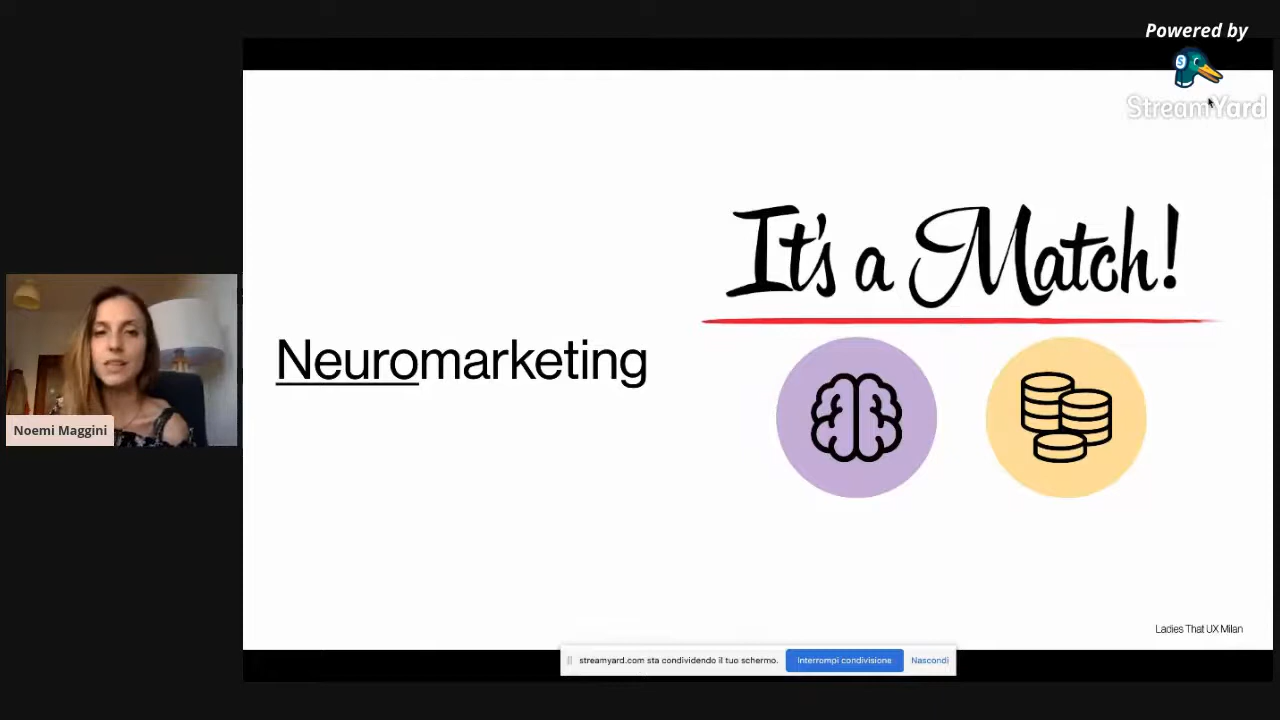 Powered by
StreamYard
It's a Match!
Neuromarketing
Noemi Maggini
Ladies That UX Milan
streamyard.com sta condividendo il tuo schermo.
Interrompi condivisione
Nascondi